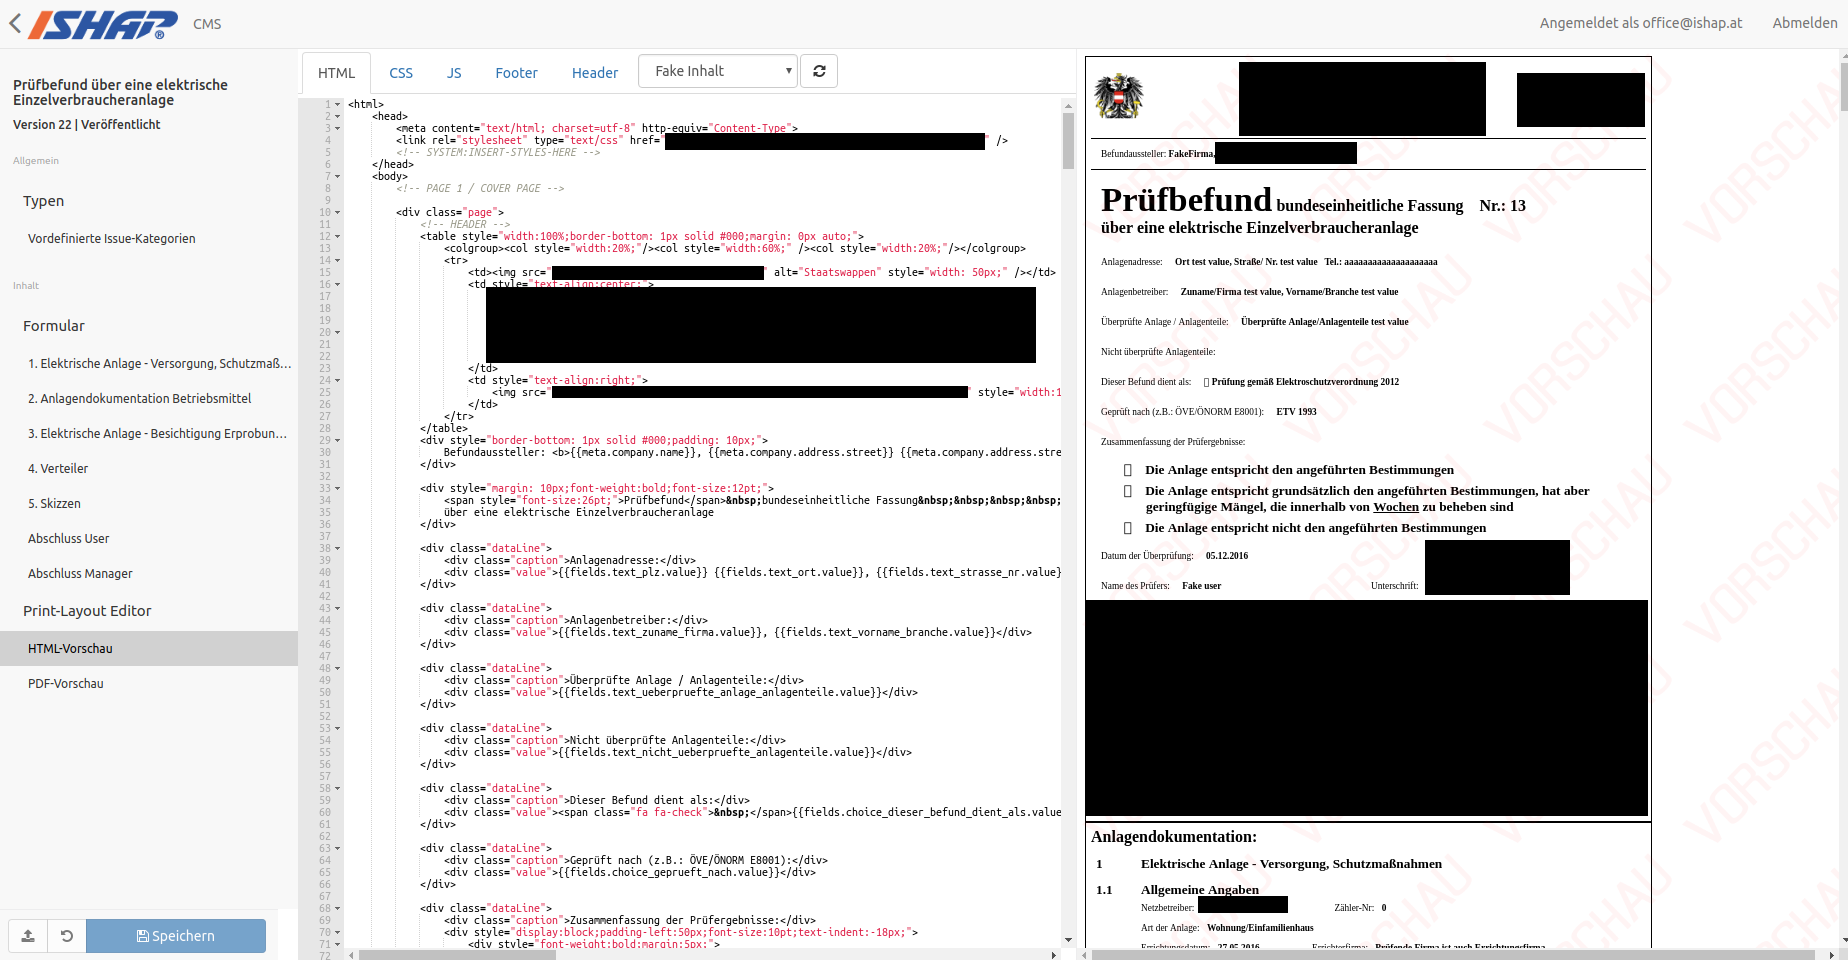 ISHAP® CMS
Angemeldet als office@ishap.at Abmelden
Prüfbefund über eine elektrische
Einzelverbraucheranlage
Version 22 | Veröffentlicht
Allgemein
Typen
Vordefinierte Issue-Kategorien
Inhalt
Formular
1. Elektrische Anlage - Versorgung, Schutzmaß...
2. Anlagendokumentation Betriebsmittel
3. Elektrische Anlage - Besichtigung Erprobun...
4. Verteiler
5. Skizzen
Abschluss User
Abschluss Manager
Print-Layout Editor
HTML-Vorschau
PDF-Vorschau
Speichern
HTML CSS JS Footer Header Fake Inhalt
1 <html>
2 <head>
3 <meta content="text/html; charset=utf-8" http-equiv="Content-Type">
4 <link rel="stylesheet" type="text/css" href=" " />
5 <!-- SYSTEM:INSERT-STYLES-HERE -->
6 </head>
7 <body>
8 <!-- PAGE 1 / COVER PAGE -->
9
10 <div class="page">
11 <!-- HEADER -->
12 <table style="width:100%;border-bottom: 1px solid #000;margin: 0px auto;">
13 <colgroup><col style="width:20%;"/><col style="width:60%;" /><col style="width:20%;"/></colgroup>
14 <tr>
15 <td><img src=" " alt="Staatswappen" style="width: 50px;" /></td>
16 <td style="text-align:center;">
17
18
19
20
21
22
23 </td>
24 <td style="text-align:right;">
25 <img src=" " style="width:1
26 </td>
27 </tr>
28 </table>
29 <div style="border-bottom: 1px solid #000;padding: 10px;">
30 Befundaussteller: <b>{{meta.company.name}}, {{meta.company.address.street}} {{meta.company.address.stre
31 </div>
32
33 <div style="margin: 10px;font-weight:bold;font-size:12pt;">
34 <span style="font-size:26pt;">Prüfbefund</span>&nbsp;bundeseinheitliche Fassung&nbsp;&nbsp;&nbsp;&nbsp;
35 über eine elektrische Einzelverbraucheranlage
36 </div>
37
38 <div class="dataLine">
39 <div class="caption">Anlagenadresse:</div>
40 <div class="value">{{fields.text_plz.value}} {{fields.text_ort.value}}, {{fields.text_strasse_nr.value}
41 </div>
42
43 <div class="dataLine">
44 <div class="caption">Anlagenbetreiber:</div>
45 <div class="value">{{fields.text_zuname_firma.value}}, {{fields.text_vorname_branche.value}}</div>
46 </div>
47
48 <div class="dataLine">
49 <div class="caption">Überprüfte Anlage / Anlagenteile:</div>
50 <div class="value">{{fields.text_ueberpruefte_anlage_anlagenteile.value}}</div>
51 </div>
52
53 <div class="dataLine">
54 <div class="caption">Nicht überprüfte Anlagenteile:</div>
55 <div class="value">{{fields.text_nicht_ueberpruefte_anlagenteile.value}}</div>
56 </div>
57
58 <div class="dataLine">
59 <div class="caption">Dieser Befund dient als:</div>
60 <div class="value"><span class="fa fa-check">&nbsp;</span>{{fields.choice_dieser_befund_dient_als.value
61 </div>
62
63 <div class="dataLine">
64 <div class="caption">Geprüft nach (z.B.: ÖVE/ÖNORM E8001):</div>
65 <div class="value">{{fields.choice_geprueft_nach.value}}</div>
66 </div>
67
68 <div class="dataLine">
69 <div class="caption">Zusammenfassung der Prüfergebnisse:</div>
70 <div style="display:block;padding-left:50px;font-size:10pt;text-indent:-18px;">
71 <div style="font-weight:bold;margin:5px;">
72
Befundaussteller: FakeFirma,
Prüfbefund bundeseinheitliche Fassung Nr.: 13
über eine elektrische Einzelverbraucheranlage
Anlagenadresse: Ort test value, Straße/ Nr. test value Tel.: aaaaaaaaaaaaaaaaaaaa
Anlagenbetreiber: Zuname/Firma test value, Vorname/Branche test value
Überprüfte Anlage / Anlagenteile: Überprüfte Anlage/Anlagenteile test value
Nicht überprüfte Anlagenteile:
Dieser Befund dient als: Prüfung gemäß Elektroschutzverordnung 2012
Geprüft nach (z.B.: ÖVE/ÖNORM E8001): ETV 1993
Zusammenfassung der Prüfergebnisse:
Die Anlage entspricht den angeführten Bestimmungen
Die Anlage entspricht grundsätzlich den angeführten Bestimmungen, hat aber
geringfügige Mängel, die innerhalb von Wochen zu beheben sind
Die Anlage entspricht nicht den angeführten Bestimmungen
Datum der Überprüfung: 05.12.2016
Name des Prüfers: Fake user Unterschrift:
Anlagendokumentation:
1 Elektrische Anlage - Versorgung, Schutzmaßnahmen
1.1 Allgemeine Angaben
Netzbetreiber: Zähler-Nr: 0
Art der Anlage: Wohnung/Einfamilienhaus
Errichtungsdatum: 27.05.2016 Errichterfirma: Prüfende Firma ist auch Errichtungsfirma
VORSCHAU